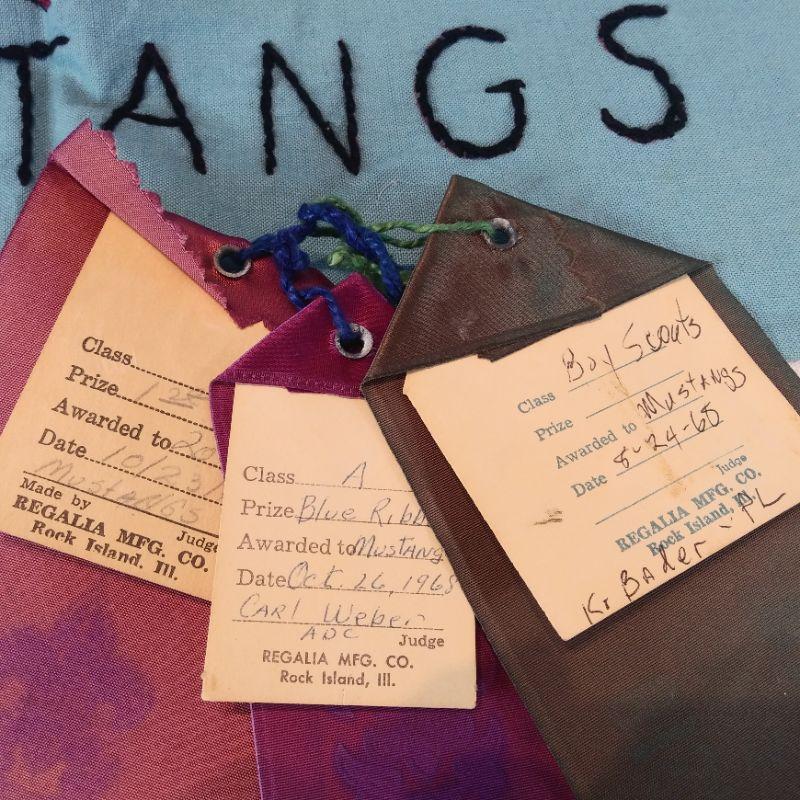 TANGS
Class
Prize 1st
Awarded to
Date 10/23/
MUSTANGS
Made by
Judge
REGALIA MFG. CO.
Rock Island, Ill.
Class A
Prize Blue Ribb
Awarded to Mustang
Date Oct. 26, 1968
CARl Weber
ADC Judge
REGALIA MFG. CO.
Rock Island, Ill.
Class Boy Scouts
Prize
Awarded to MustANgs
Date 8-24-68
Judge
REGALIA MFG. CO.
Rock Island, Ill.
Bader - PL